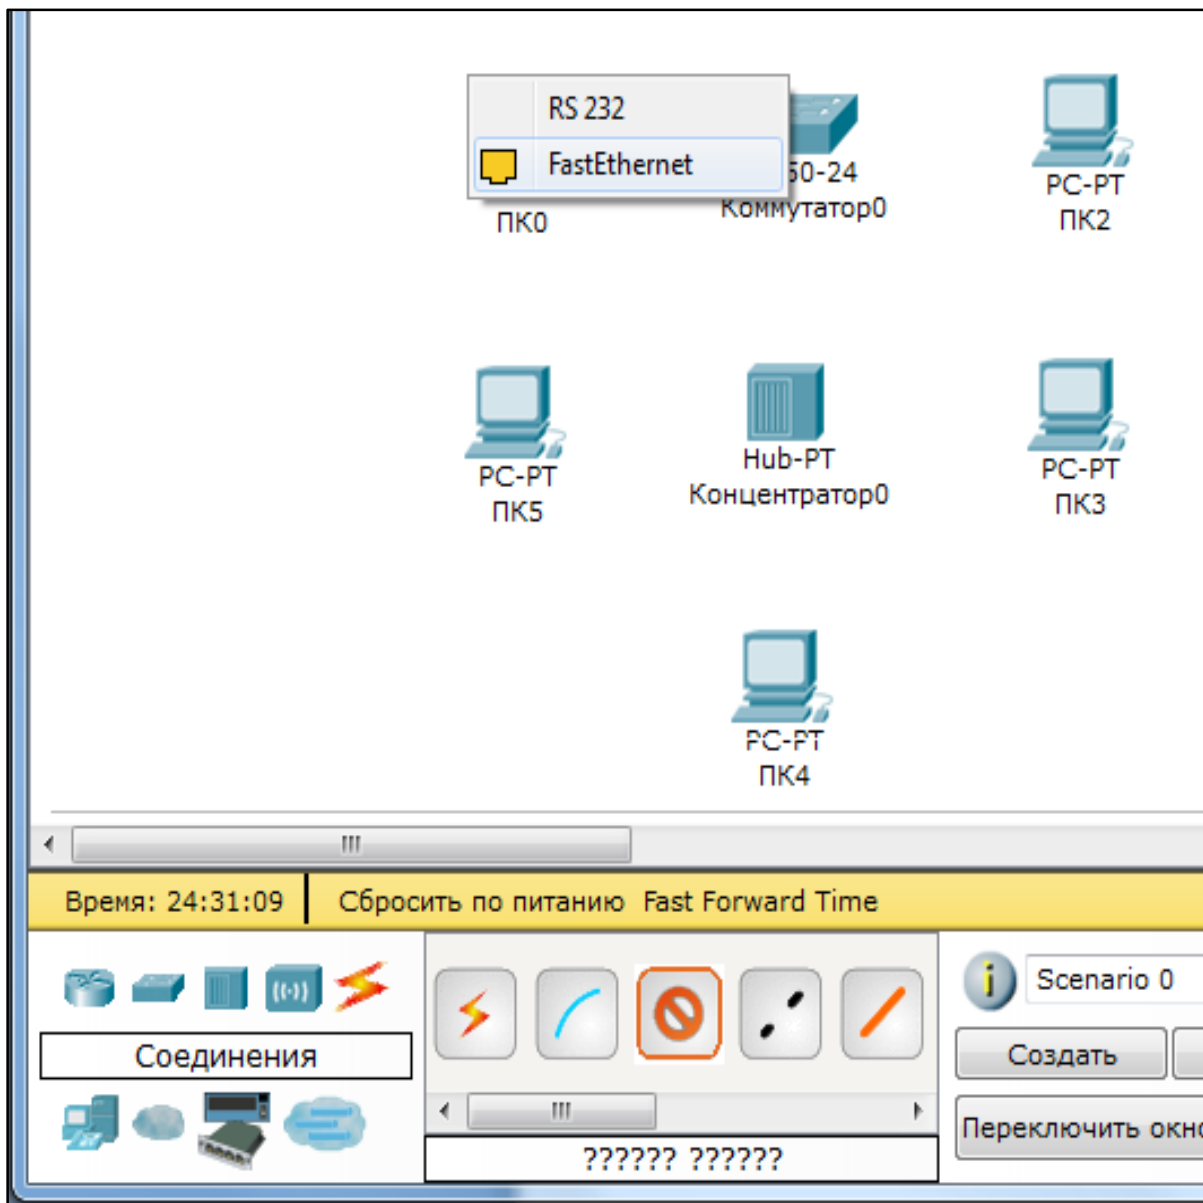 RS 232
FastEthernet
50-24
Коммутатор0
ПК0
PC-PT
ПК2
PC-PT
ПК5
Hub-PT
Концентратор0
PC-PT
ПК3
PC-PT
ПК4
Время: 24:31:09
Сбросить по питанию Fast Forward Time
Соединения
Scenario 0
Создать
Переключить окно
?????? ??????